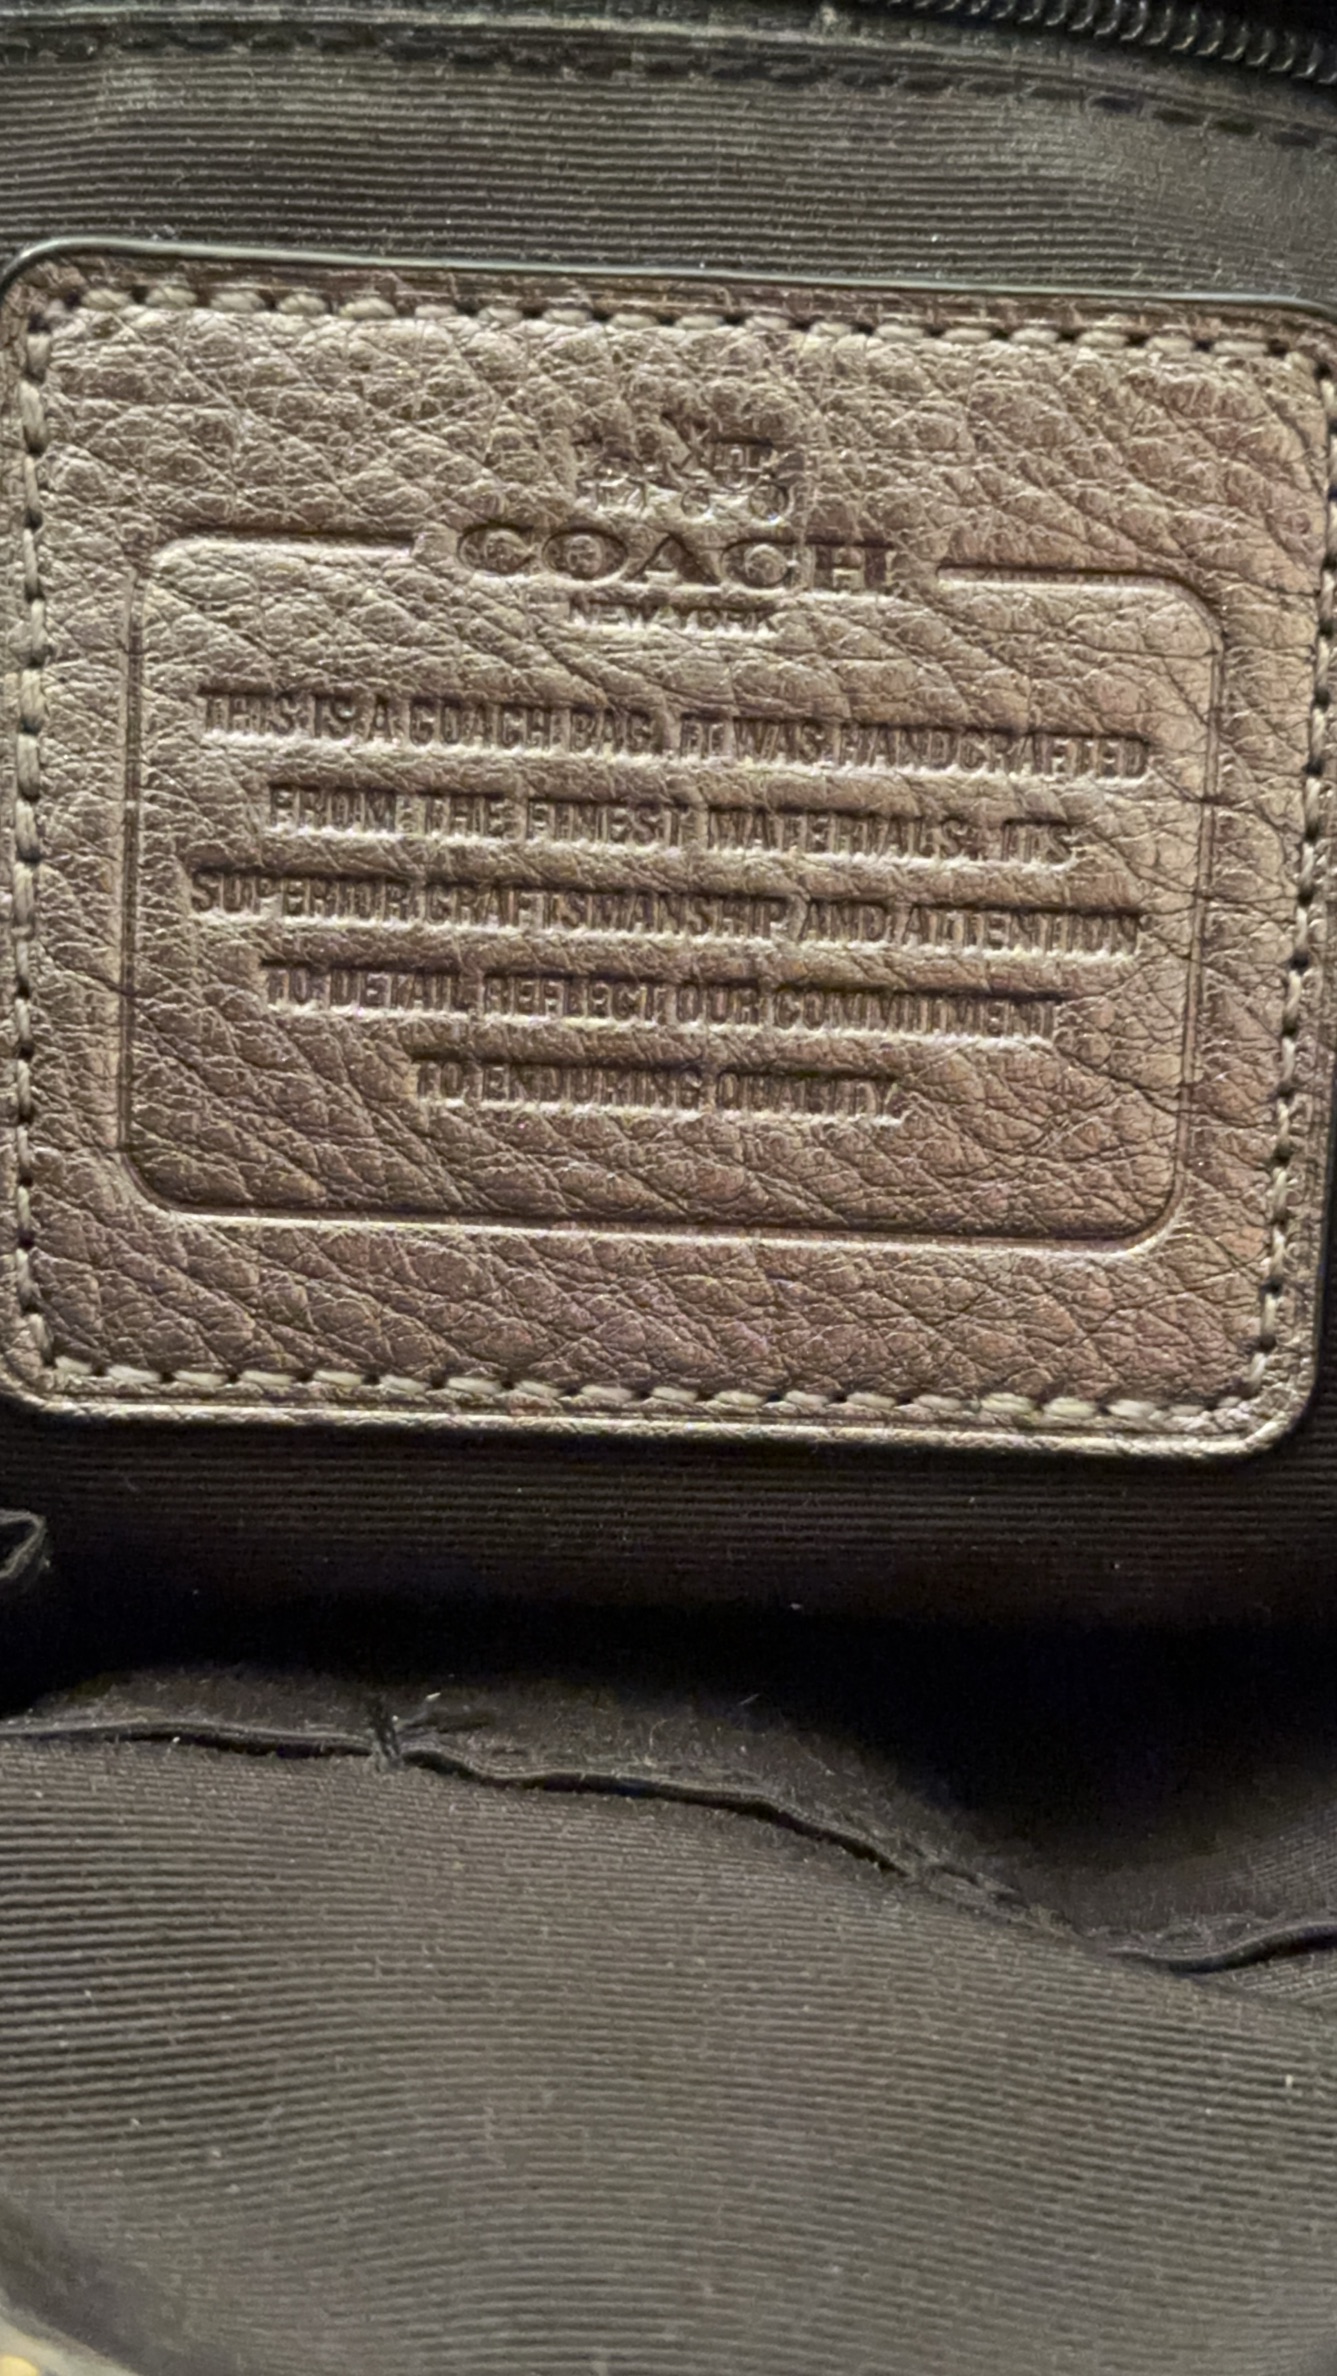 COACH
NEW YORK
THIS IS A COACH BAG. IT WAS HANDCRAFTED
FROM THE FINEST MATERIALS. ITS
SUPERIOR CRAFTSMANSHIP AND ATTENTION
TO DETAIL REFLECT OUR COMMITMENT
TO ENDURING QUALITY.